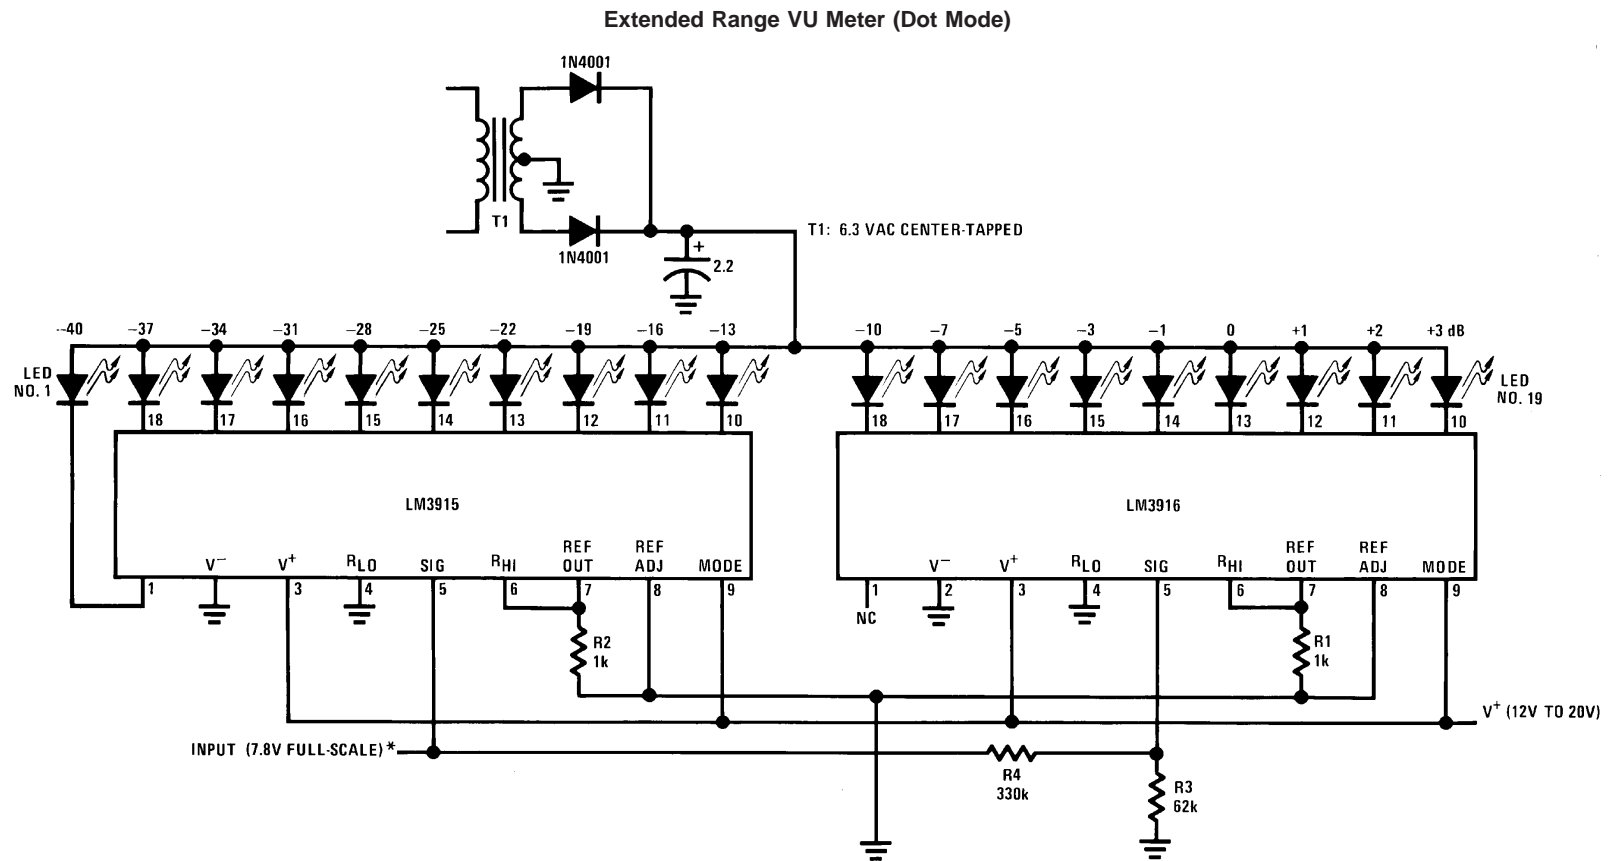 Extended Range VU Meter (Dot Mode)
1N4001
T1
1N4001
T1: 6.3 VAC CENTER-TAPPED
+
2.2
−40 −37 −34 −31 −28 −25 −22 −19 −16 −13 −10 −7 −5 −3 −1 0 +1 +2 +3 dB
LED
NO. 1
LED
NO. 19
18 17 16 15 14 13 12 11 10 18 17 16 15 14 13 12 11 10
LM3915
LM3916
V− V+ RLO SIG RHI REF OUT REF ADJ MODE
V− V+ RLO SIG RHI REF OUT REF ADJ MODE
1 3 4 5 6 7 8 9 1 2 3 4 5 6 7 8 9
NC
R2
1k
R1
1k
V+ (12V TO 20V)
INPUT (7.8V FULL-SCALE)*
R4
330k
R3
62k